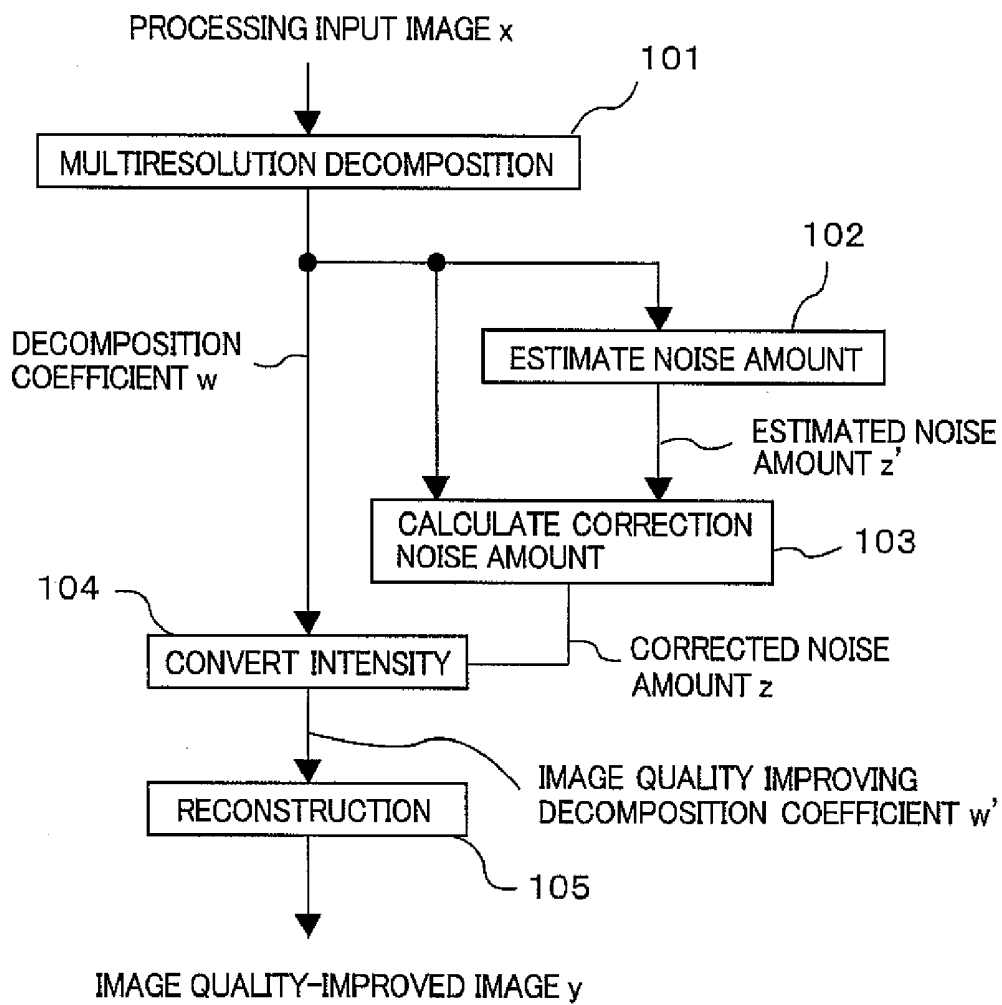 PROCESSING INPUT IMAGE x
101
MULTIRESOLUTION DECOMPOSITION
102
DECOMPOSITION
COEFFICIENT w
ESTIMATE NOISE AMOUNT
ESTIMATED NOISE
AMOUNT z'
CALCULATE CORRECTION
NOISE AMOUNT
103
104
CONVERT INTENSITY
CORRECTED NOISE
AMOUNT z
IMAGE QUALITY IMPROVING
DECOMPOSITION COEFFICIENT w'
RECONSTRUCTION
105
IMAGE QUALITY-IMPROVED IMAGE y